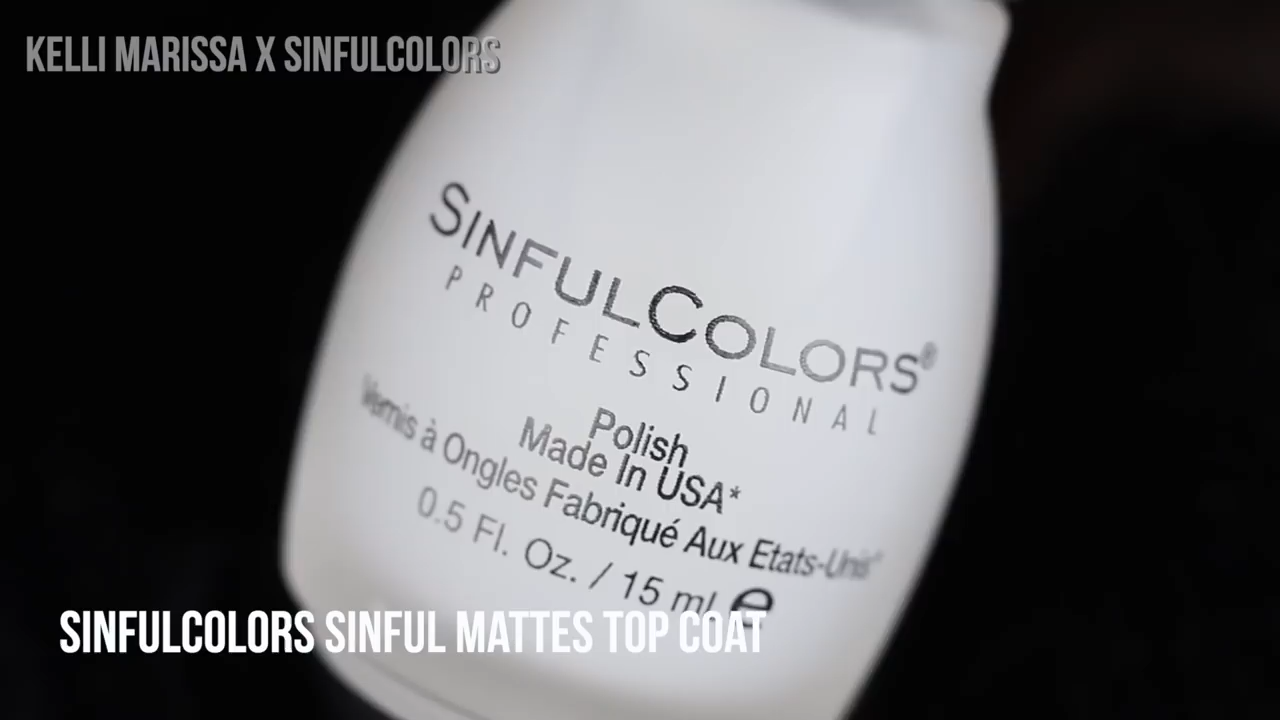 KELLI MARISSA X SINFULCOLORS
SINFULCOLORS®
PROFESSIONAL
Polish
Made In USA*
Vernis à Ongles Fabriqué Aux Etats-Unis*
0.5 Fl. Oz. / 15 ml ℮
SINFULCOLORS SINFUL MATTES TOP COAT